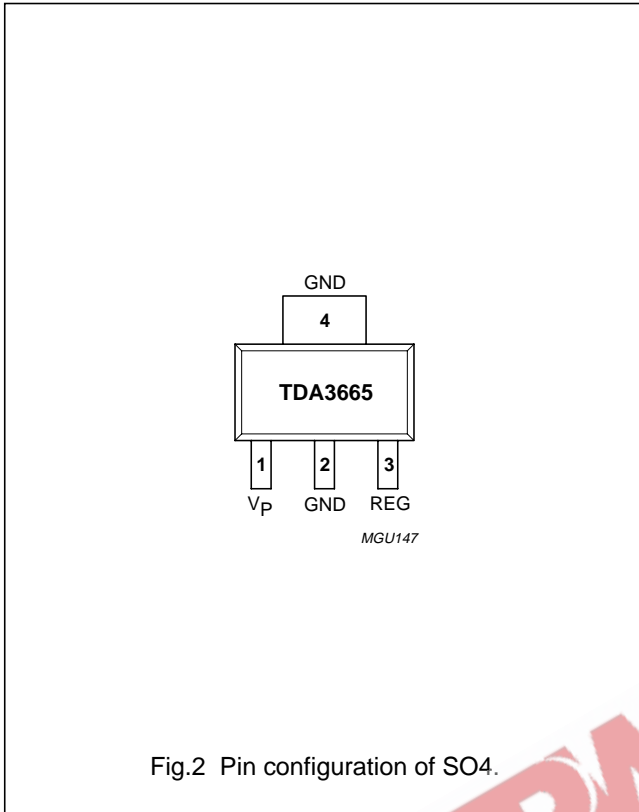 GND
4
TDA3665
1 2 3
VP GND REG
MGU147
Fig.2 Pin configuration of SO4.